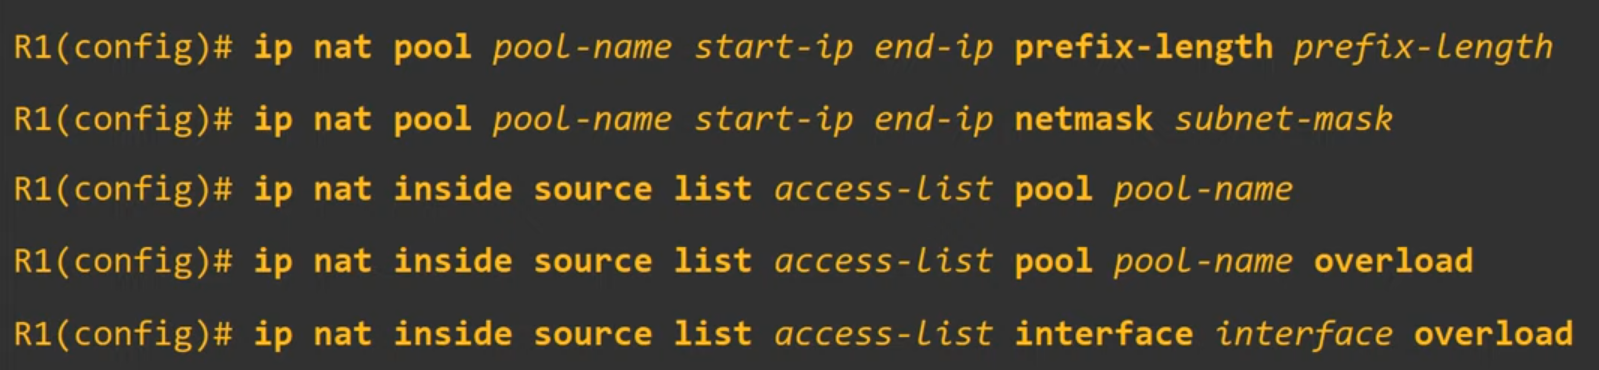 R1(config)# ip nat pool pool-name start-ip end-ip prefix-length prefix-length
R1(config)# ip nat pool pool-name start-ip end-ip netmask subnet-mask
R1(config)# ip nat inside source list access-list pool pool-name
R1(config)# ip nat inside source list access-list pool pool-name overload
R1(config)# ip nat inside source list access-list interface interface overload